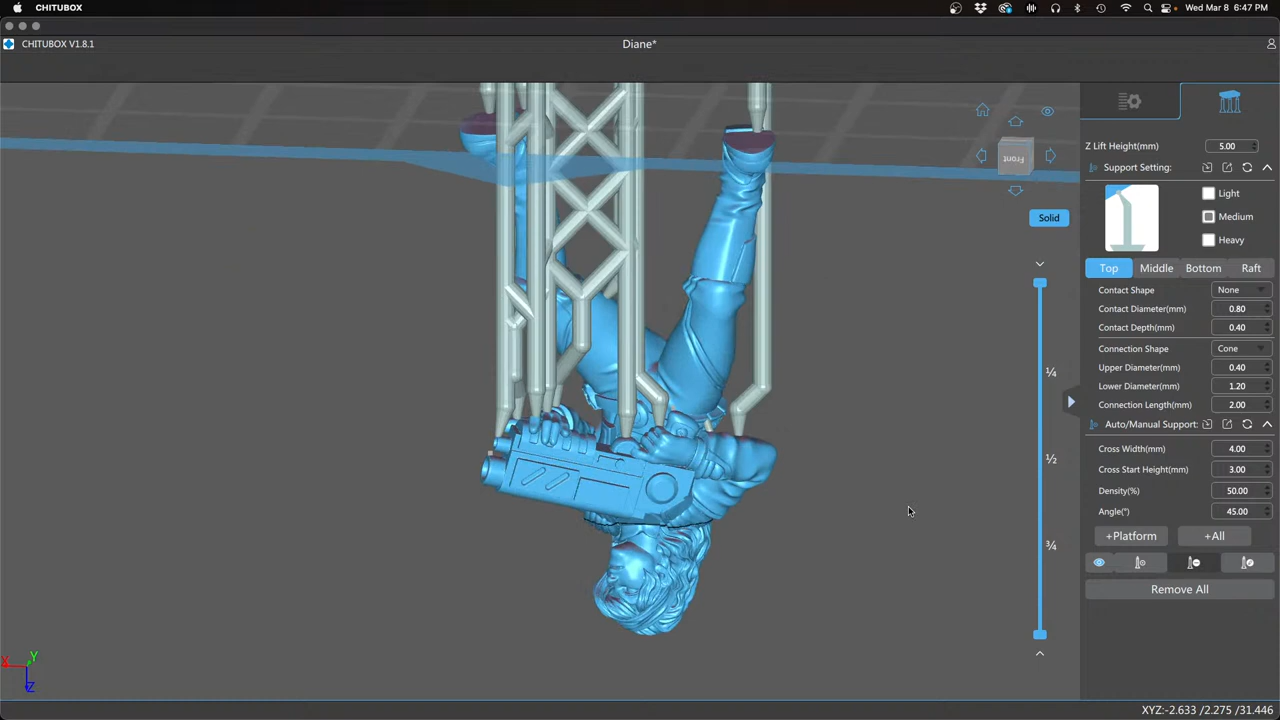 CHITUBOX
Wed Mar 8 6:47 PM
CHITUBOX V1.8.1
Diane*
Z Lift Height(mm) 5.00
Support Setting:
Light
Medium
Heavy
Top Middle Bottom Raft
Contact Shape None
Contact Diameter(mm) 0.80
Contact Depth(mm) 0.40
Connection Shape Cone
Upper Diameter(mm) 0.40
Lower Diameter(mm) 1.20
Connection Length(mm) 2.00
Auto/Manual Support:
Cross Width(mm) 4.00
Cross Start Height(mm) 3.00
Density(%) 50.00
Angle(°) 45.00
+Platform +All
Remove All
Front
Solid
¼
½
¾
X Y Z
XYZ:-2.633 /2.275 /31.446